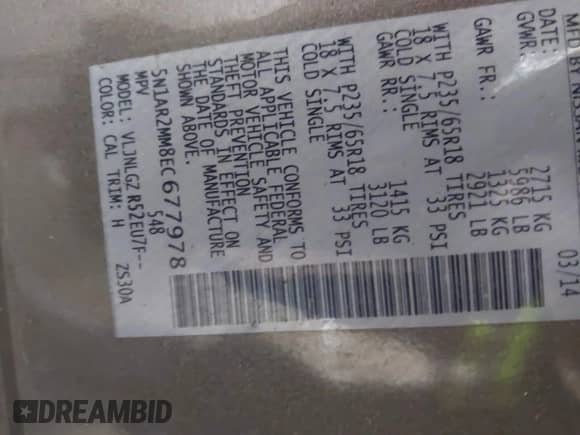 MFD BY NISSAN
DATE: 03/14
GVWR: 2715 KG
5986 LB
GAWR FR.: 1325 KG
2921 LB
WITH P235/65R18 TIRES
18 X 7.5 RIMS AT 33 PSI
COLD SINGLE
GAWR RR.: 1415 KG
3120 LB
WITH P235/65R18 TIRES
18 X 7.5 RIMS AT 33 PSI
COLD SINGLE
THIS VEHICLE CONFORMS TO
ALL APPLICABLE FEDERAL
MOTOR VEHICLE SAFETY AND
THEFT PREVENTION
STANDARDS IN EFFECT ON
THE DATE OF MANUFACTURE
SHOWN ABOVE.
5N1AR2MM8EC677978
MPV 548
MODEL: VLJNLGZ R52EU7F--
COLOR: CAL TRIM: H ZS30A
DREAMBID